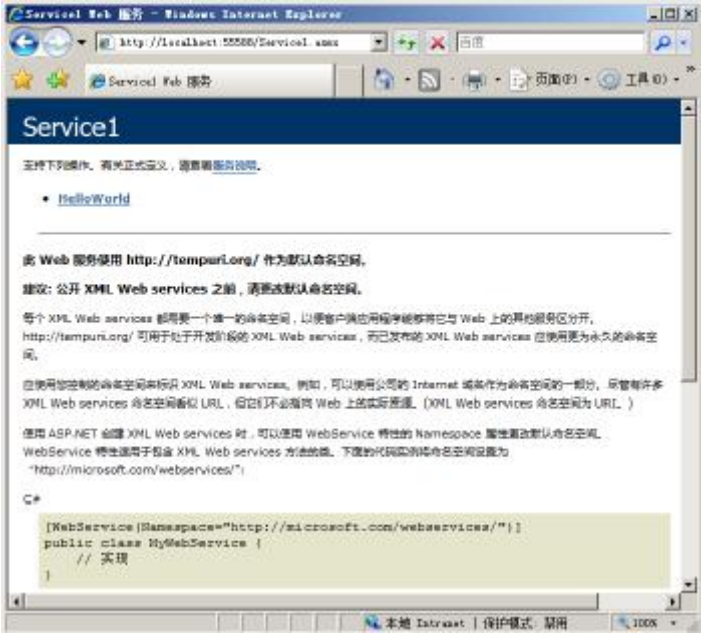 Service1 Web 服务 - Windows Internet Explorer
http://localhost:55588/Service1.asmx
百度
Service1 Web 服务
页面(P)
工具(O)
Service1
支持下列操作。有关正式定义，请查看服务说明。
HelloWorld
此 Web 服务使用 http://tempuri.org/ 作为默认命名空间。
建议: 公开 XML Web services 之前，请更改默认命名空间。
每个 XML Web services 都需要一个唯一的命名空间，以便客户端应用程序能够将它与 Web 上的其他服务区分开。
http://tempuri.org/ 可用于处于开发阶段的 XML Web services，而已发布的 XML Web services 应使用更为永久的命名空
间。
应使用您控制的命名空间来标识 XML Web services。例如，可以使用公司的 Internet 域名作为命名空间的一部分。尽管有许多
XML Web services 命名空间看似 URL，但它们不必指向 Web 上的实际资源。(XML Web services 命名空间为 URI。)
使用 ASP.NET 创建 XML Web services 时，可以使用 WebService 特性的 Namespace 属性更改默认命名空间。
WebService 特性适用于包含 XML Web services 方法的类。下面的代码实例将命名空间设置为
“http://microsoft.com/webservices/”:
C#
[WebService(Namespace="http://microsoft.com/webservices/")]
public class MyWebService {
// 实现
}
本地 Intranet | 保护模式: 禁用
100%